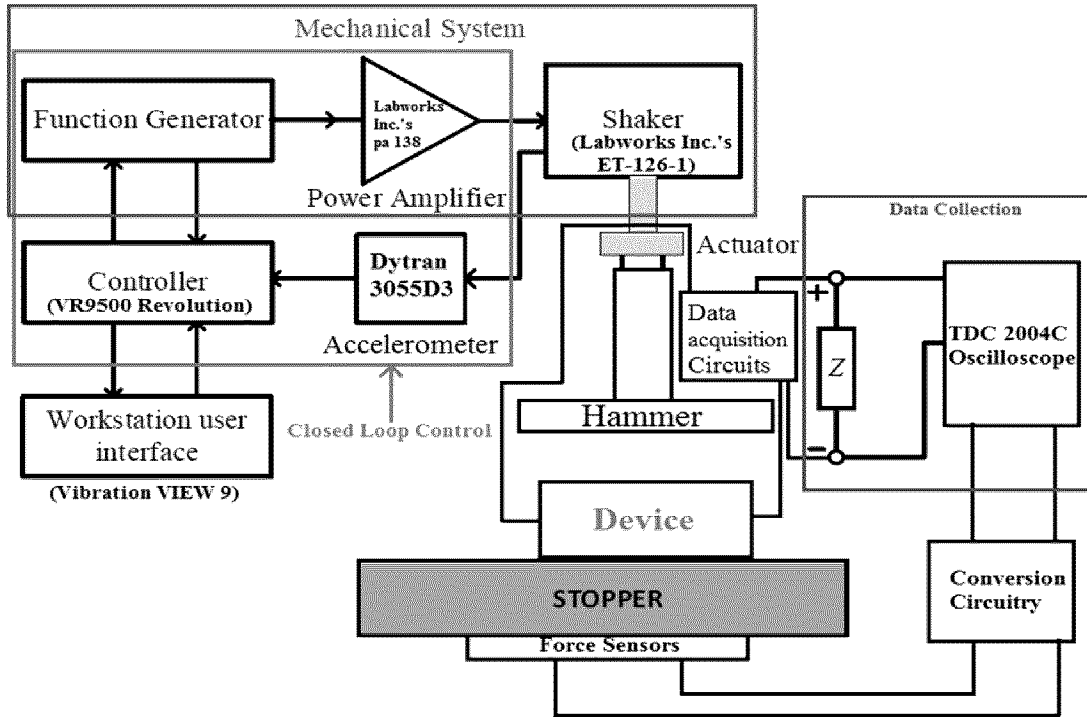 Mechanical System
Function Generator
Labworks
Inc.'s
pa 138
Power Amplifier
Shaker
(Labworks Inc.'s
ET-126-1)
Data Collection
Controller
(VR9500 Revolution)
Dytran
3055D3
Accelerometer
Actuator
Data
acquisition
Circuits
+
Z
–
TDC 2004C
Oscilloscope
Workstation user
interface
(Vibration VIEW 9)
Closed Loop Control
Hammer
Device
STOPPER
Force Sensors
Conversion
Circuitry